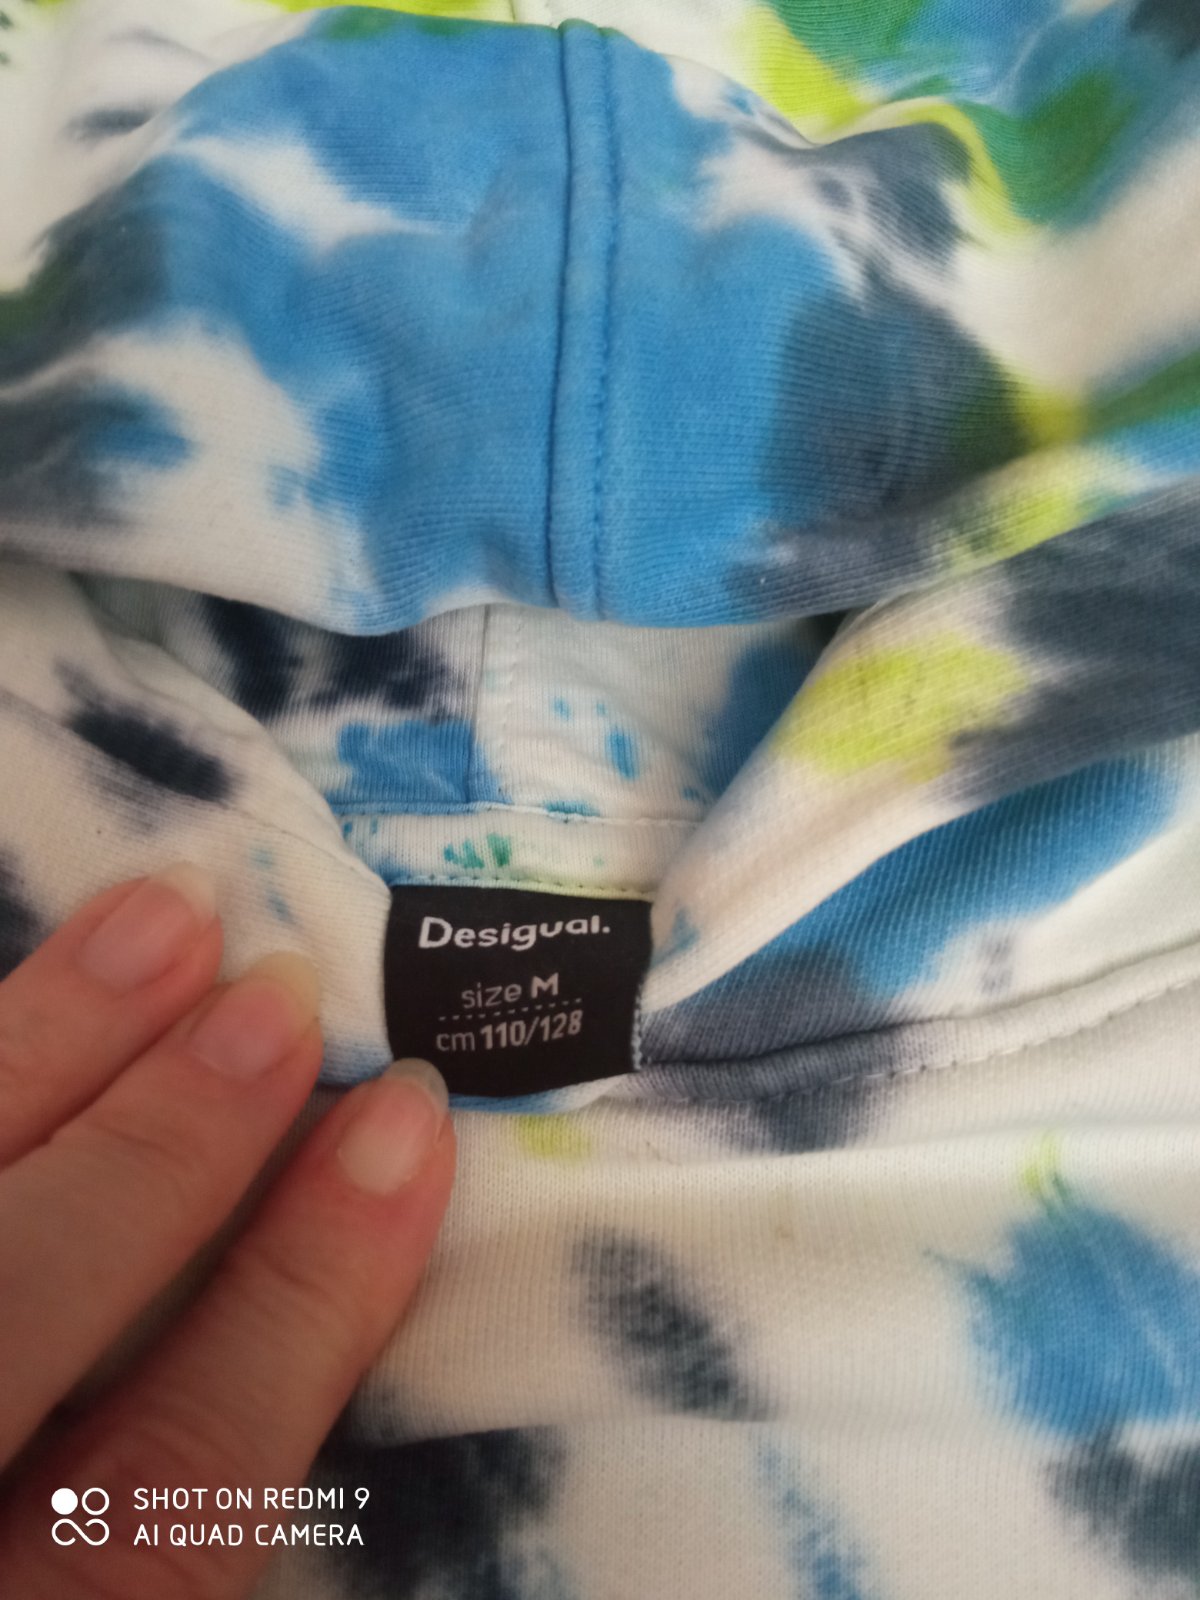 Desigual.
size M
cm 110/128
SHOT ON REDMI 9
AI QUAD CAMERA